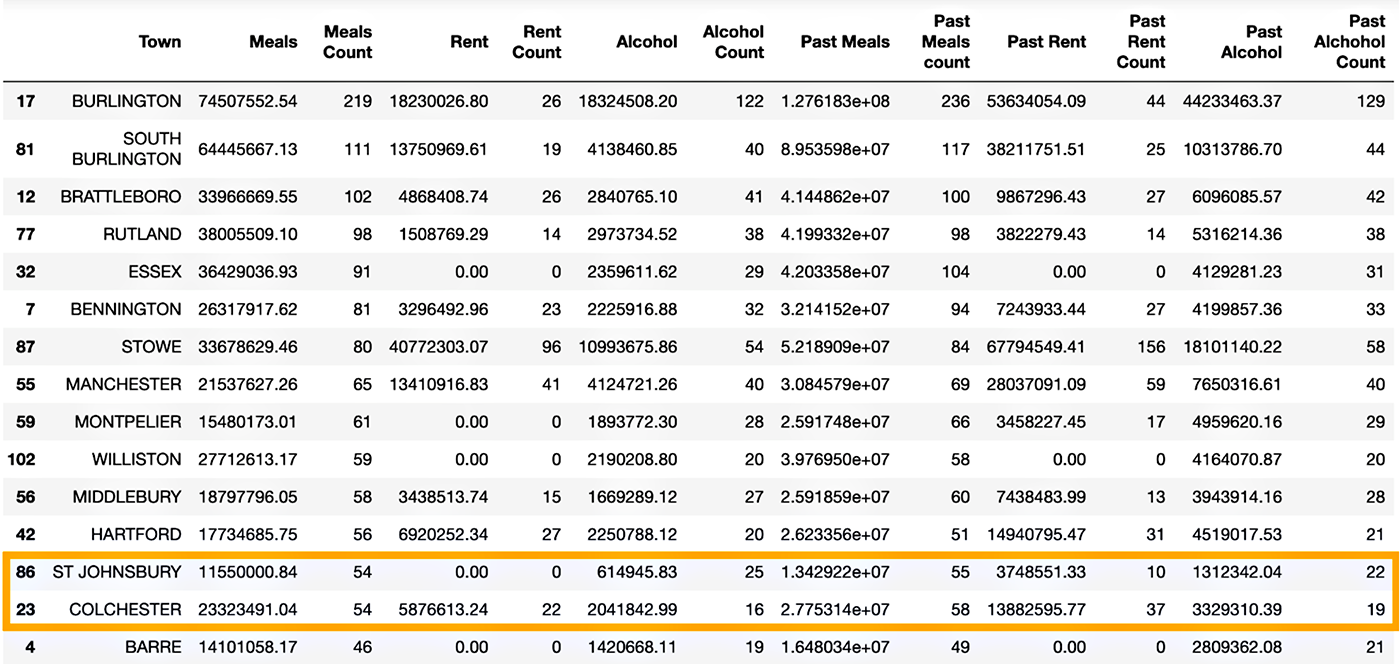 Town Meals Meals Count Rent Rent Count Alcohol Alcohol Count Past Meals Past Meals count Past Rent Past Rent Count Past Alcohol Past Alchohol Count
17 BURLINGTON 74507552.54 219 18230026.80 26 18324508.20 122 1.276183e+08 236 53634054.09 44 44233463.37 129
81 SOUTH BURLINGTON 64445667.13 111 13750969.61 19 4138460.85 40 8.953598e+07 117 38211751.51 25 10313786.70 44
12 BRATTLEBORO 33966669.55 102 4868408.74 26 2840765.10 41 4.144862e+07 100 9867296.43 27 6096085.57 42
77 RUTLAND 38005509.10 98 1508769.29 14 2973734.52 38 4.199332e+07 98 3822279.43 14 5316214.36 38
32 ESSEX 36429036.93 91 0.00 0 2359611.62 29 4.203358e+07 104 0.00 0 4129281.23 31
7 BENNINGTON 26317917.62 81 3296492.96 23 2225916.88 32 3.214152e+07 94 7243933.44 27 4199857.36 33
87 STOWE 33678629.46 80 40772303.07 96 10993675.86 54 5.218909e+07 84 67794549.41 156 18101140.22 58
55 MANCHESTER 21537627.26 65 13410916.83 41 4124721.26 40 3.084579e+07 69 28037091.09 59 7650316.61 40
59 MONTPELIER 15480173.01 61 0.00 0 1893772.30 28 2.591748e+07 66 3458227.45 17 4959620.16 29
102 WILLISTON 27712613.17 59 0.00 0 2190208.80 20 3.976950e+07 58 0.00 0 4164070.87 20
56 MIDDLEBURY 18797796.05 58 3438513.74 15 1669289.12 27 2.591859e+07 60 7438483.99 13 3943914.16 28
42 HARTFORD 17734685.75 56 6920252.34 27 2250788.12 20 2.623356e+07 51 14940795.47 31 4519017.53 21
86 ST JOHNSBURY 11550000.84 54 0.00 0 614945.83 25 1.342922e+07 55 3748551.33 10 1312342.04 22
23 COLCHESTER 23323491.04 54 5876613.24 22 2041842.99 16 2.775314e+07 58 13882595.77 37 3329310.39 19
4 BARRE 14101058.17 46 0.00 0 1420668.11 19 1.648034e+07 49 0.00 0 2809362.08 21